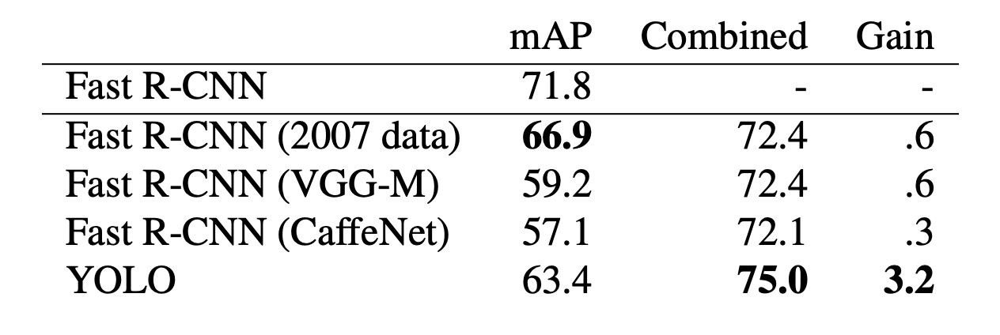 mAP Combined Gain
Fast R-CNN 71.8 - -
Fast R-CNN (2007 data) 66.9 72.4 .6
Fast R-CNN (VGG-M) 59.2 72.4 .6
Fast R-CNN (CaffeNet) 57.1 72.1 .3
YOLO 63.4 75.0 3.2